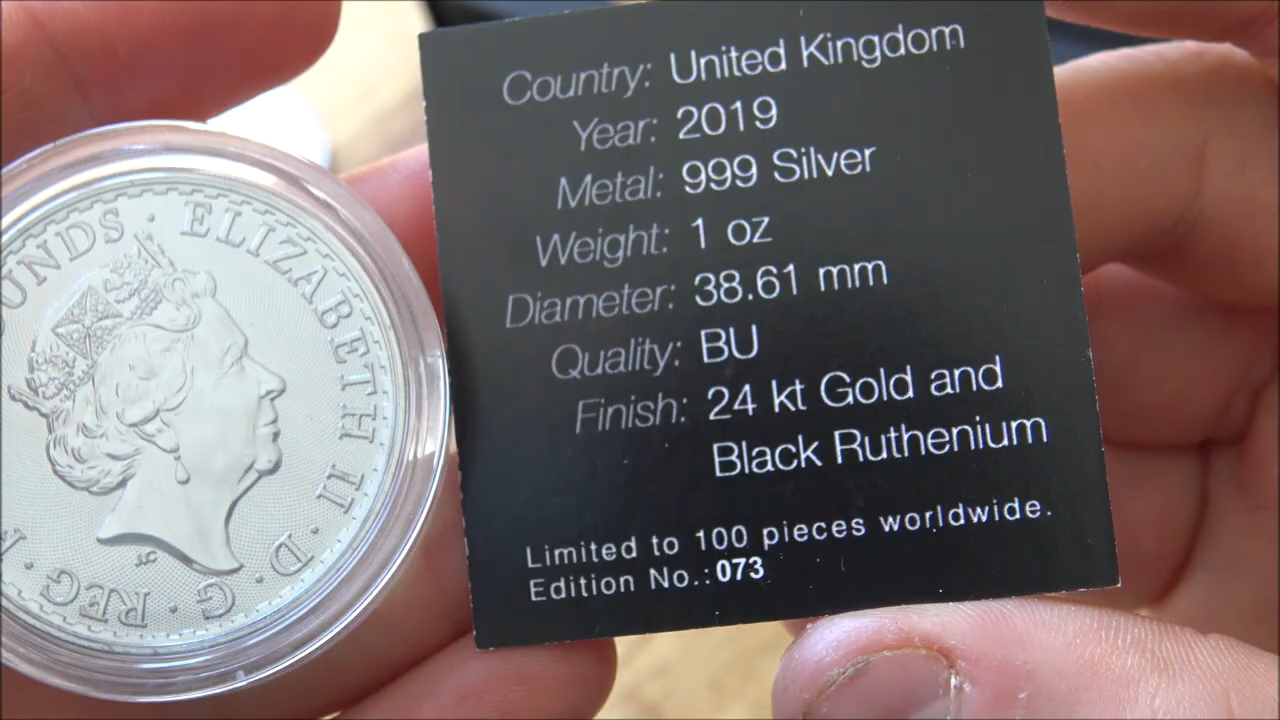 OUNDS · ELIZABETH II · D · G · REG
Country: United Kingdom
Year: 2019
Metal: 999 Silver
Weight: 1 oz
Diameter: 38.61 mm
Quality: BU
Finish: 24 kt Gold and
Black Ruthenium
Limited to 100 pieces worldwide.
Edition No.: 073